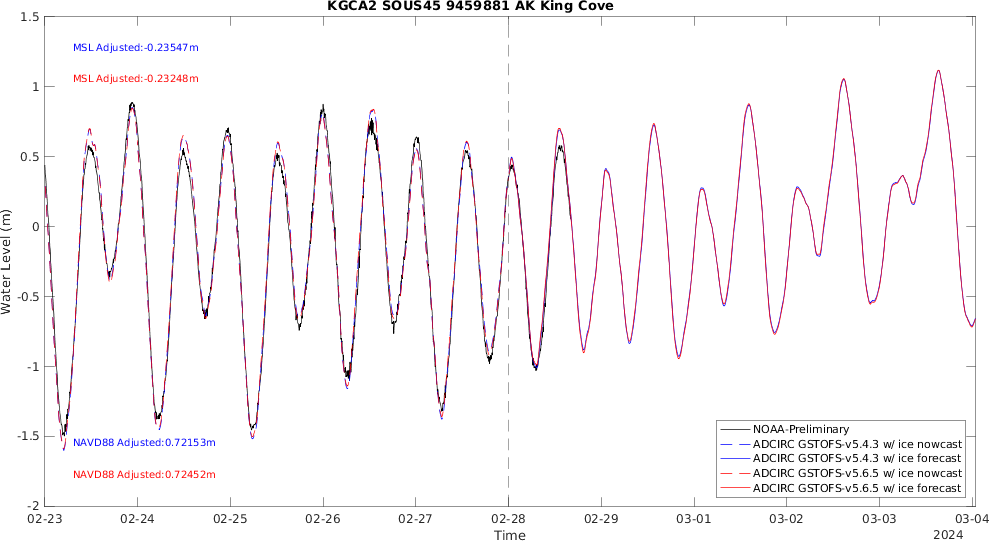 KGCA2 SOUS45 9459881 AK King Cove
1.5
1
0.5
0
-0.5
-1
-1.5
-2
Water Level (m)
MSL Adjusted:-0.23547m
MSL Adjusted:-0.23248m
NAVD88 Adjusted:0.72153m
NAVD88 Adjusted:0.72452m
NOAA-Preliminary
ADCIRC GSTOFS-v5.4.3 w/ ice nowcast
ADCIRC GSTOFS-v5.4.3 w/ ice forecast
ADCIRC GSTOFS-v5.6.5 w/ ice nowcast
ADCIRC GSTOFS-v5.6.5 w/ ice forecast
02-23 02-24 02-25 02-26 02-27 02-28 02-29 03-01 03-02 03-03 03-04
Time
2024